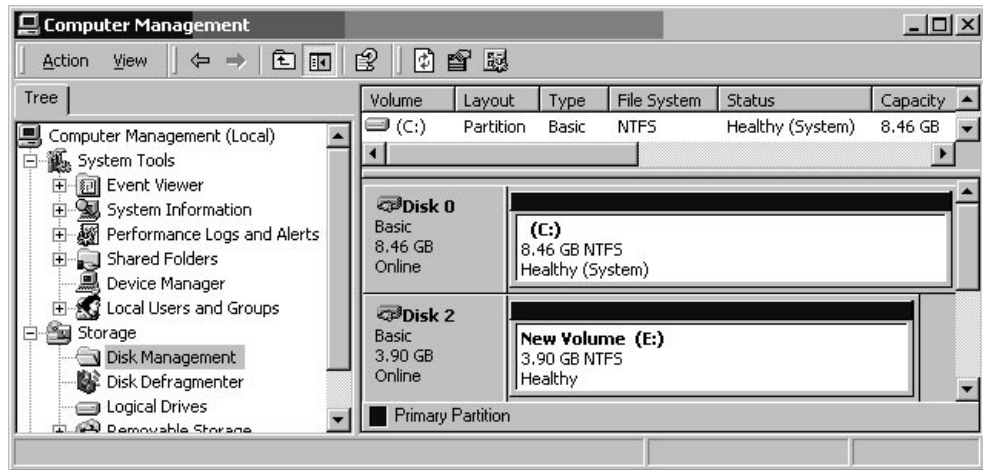 Computer Management
Action View
Tree
Computer Management (Local)
System Tools
Event Viewer
System Information
Performance Logs and Alerts
Shared Folders
Device Manager
Local Users and Groups
Storage
Disk Management
Disk Defragmenter
Logical Drives
Removable Storage
Volume Layout Type File System Status Capacity
(C:) Partition Basic NTFS Healthy (System) 8.46 GB
Disk 0
Basic
8.46 GB
Online
(C:)
8.46 GB NTFS
Healthy (System)
Disk 2
Basic
3.90 GB
Online
New Volume (E:)
3.90 GB NTFS
Healthy
Primary Partition